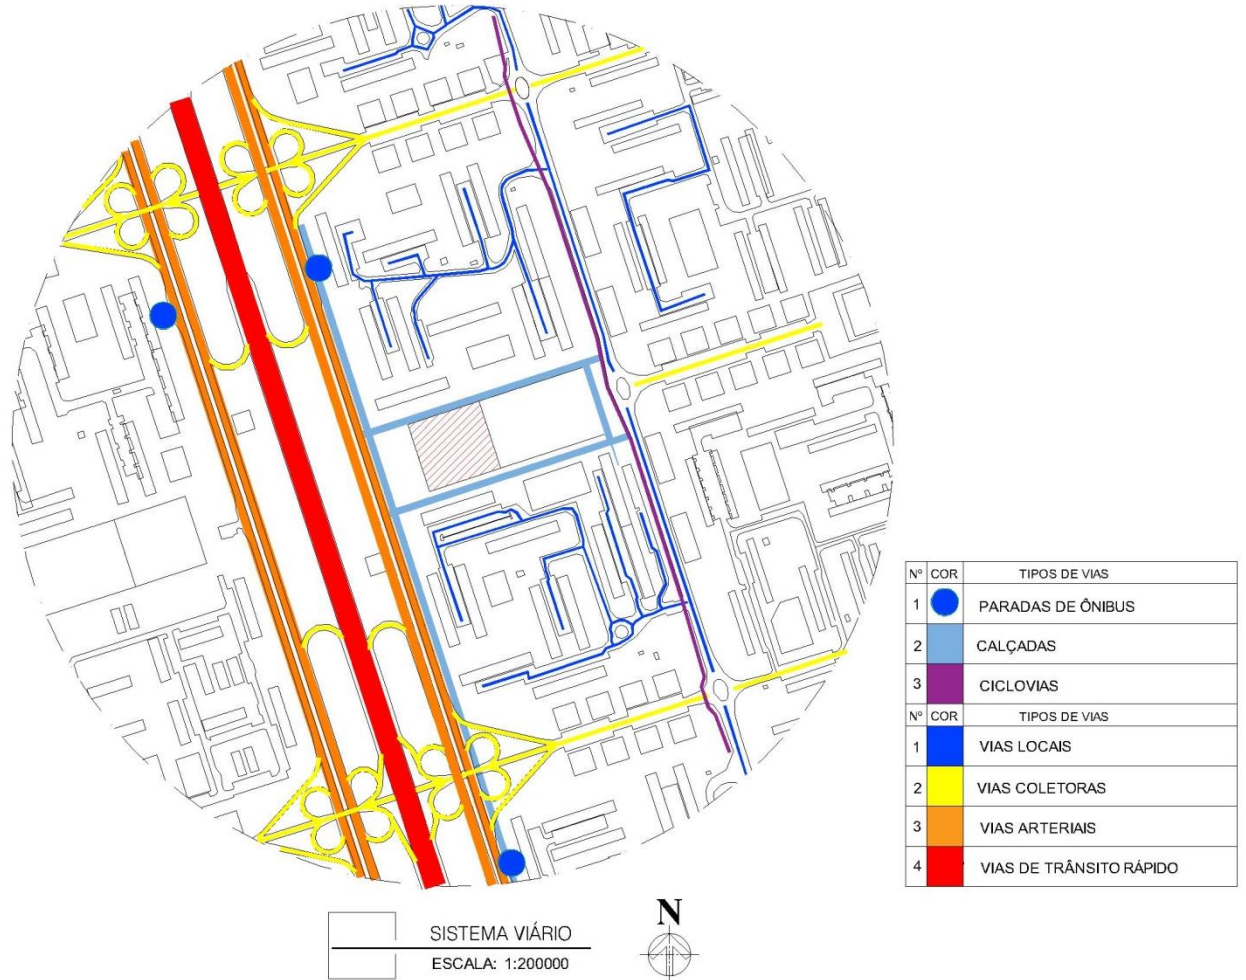 Nº COR TIPOS DE VIAS
1 PARADAS DE ÔNIBUS
2 CALÇADAS
3 CICLOVIAS
Nº COR TIPOS DE VIAS
1 VIAS LOCAIS
2 VIAS COLETORAS
3 VIAS ARTERIAIS
4 VIAS DE TRÂNSITO RÁPIDO
SISTEMA VIÁRIO
ESCALA: 1:200000
N